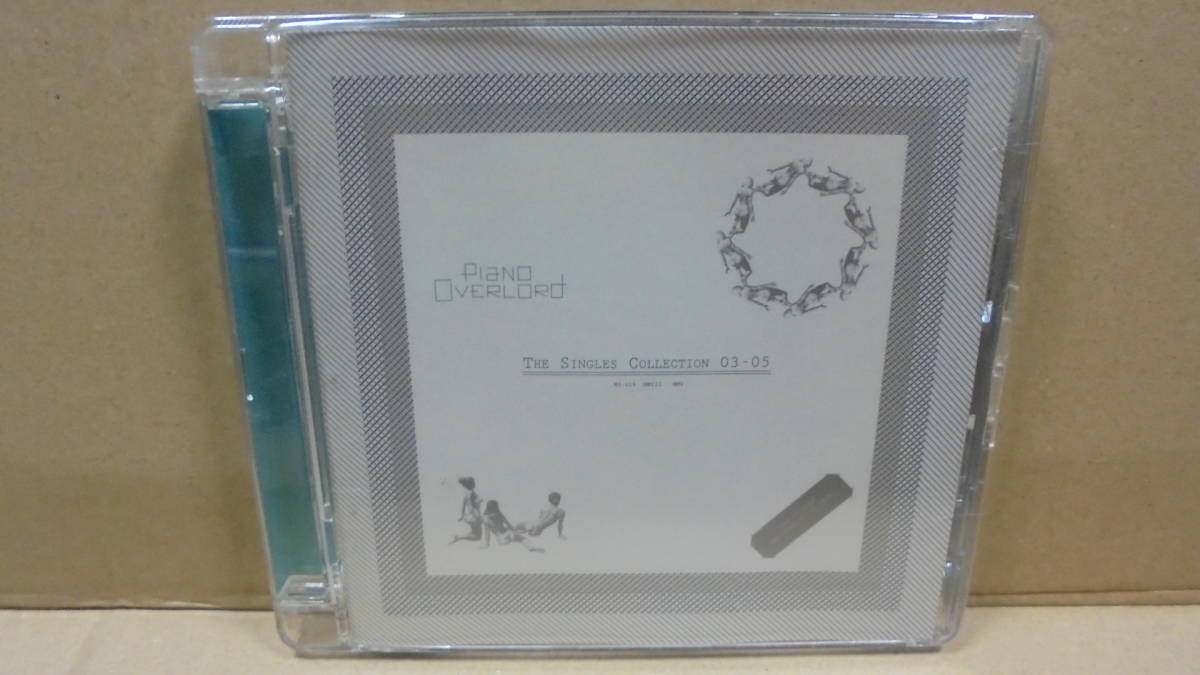 Piano
Overlord
The Singles Collection 03-05